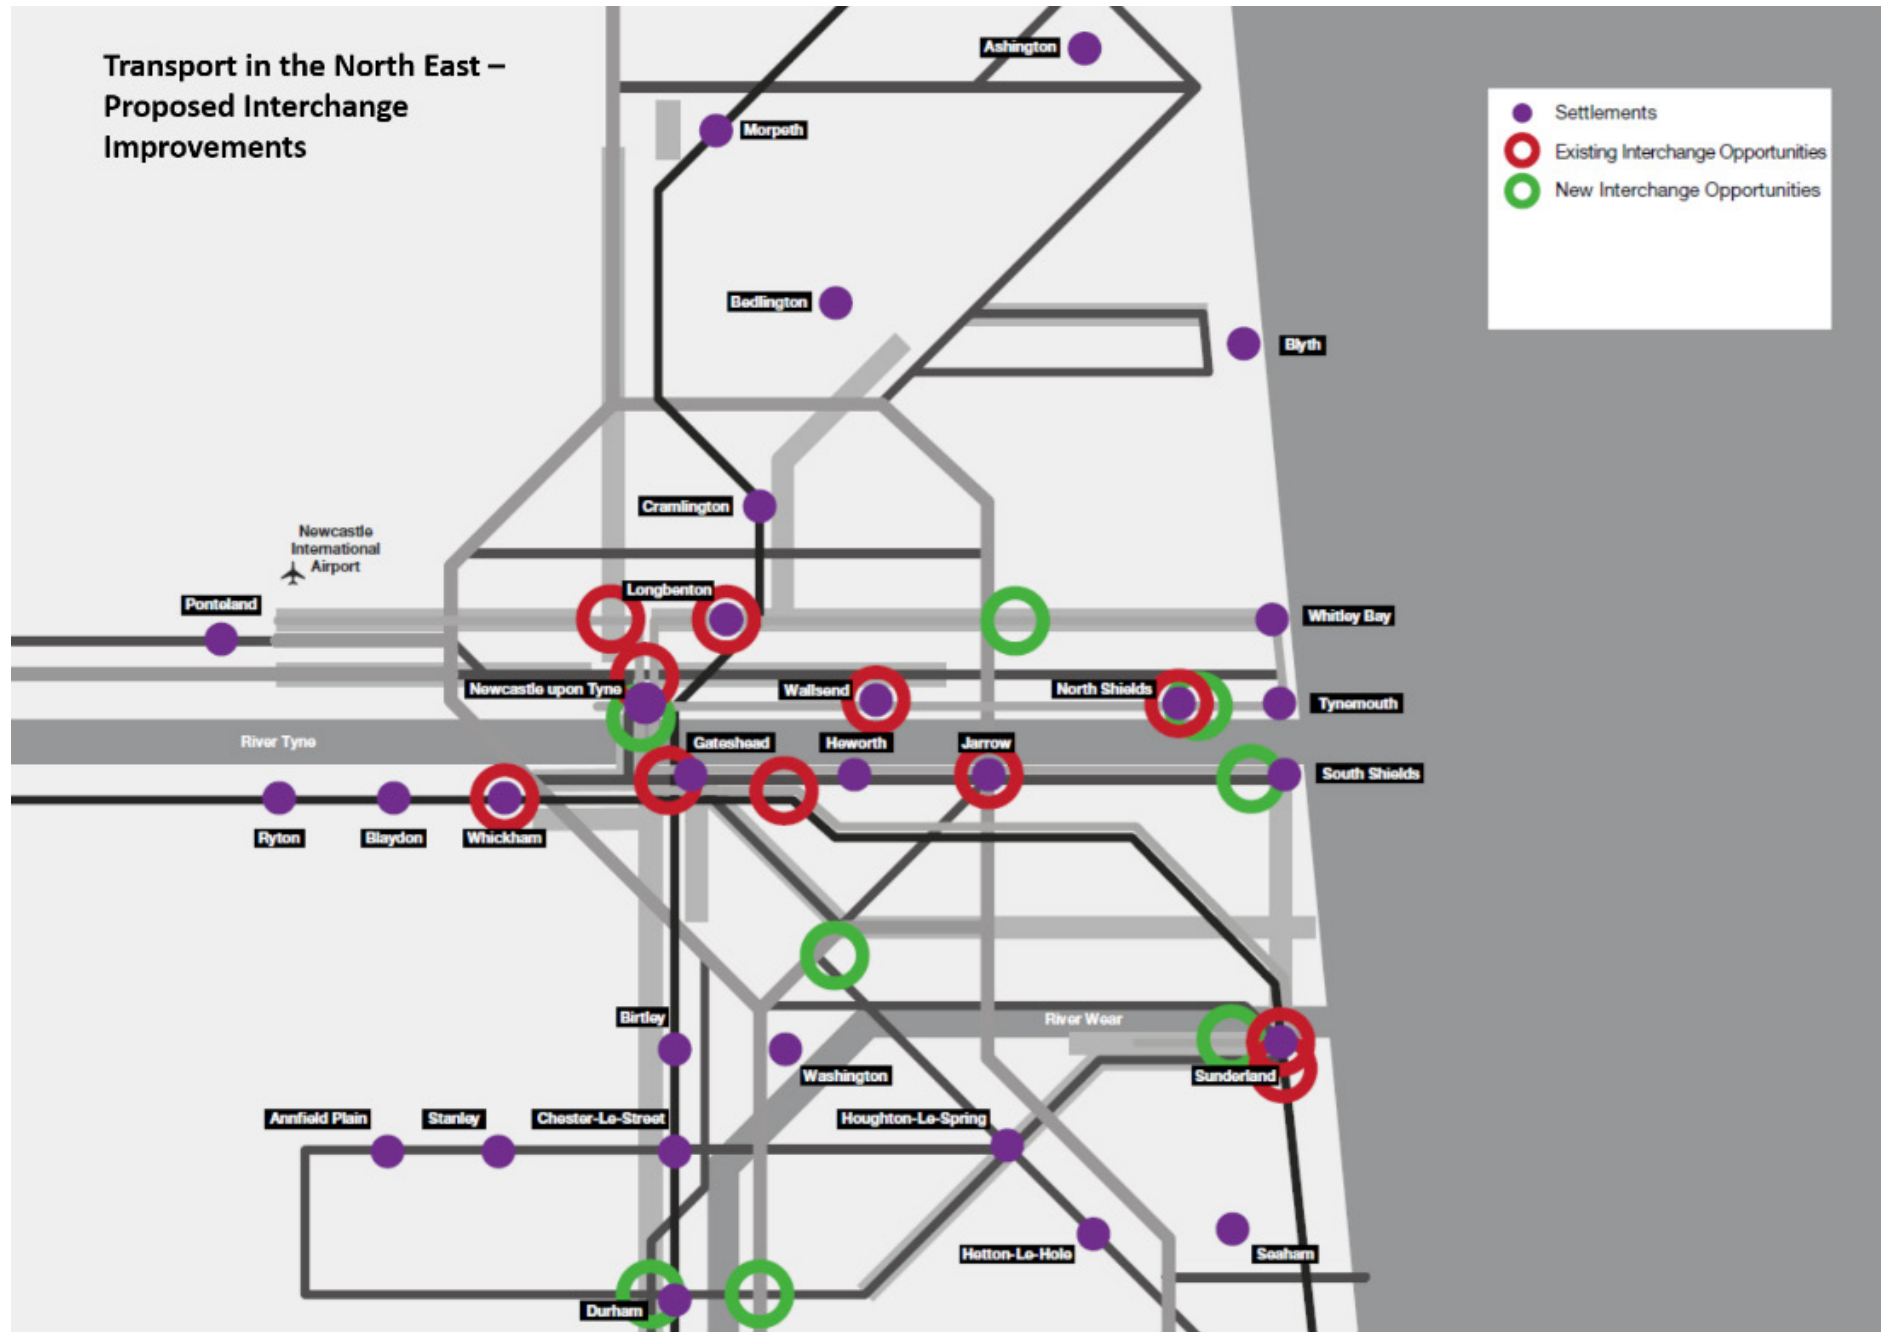 Transport in the North East –
Proposed Interchange
Improvements
Ashington
Settlements
Existing Interchange Opportunities
New Interchange Opportunities
Morpeth
Bedlington
Blyth
Cramlington
Newcastle
International
Airport
Longbenton
Ponteland
Whitley Bay
Newcastle upon Tyne
Wallsend
North Shields
Tynemouth
River Tyne
Gateshead
Heworth
Jarrow
South Shields
Ryton
Blaydon
Whickham
Birtley
River Wear
Washington
Sunderland
Annfield Plain
Stanley
Chester-Le-Street
Houghton-Le-Spring
Hetton-Le-Hole
Seaham
Durham